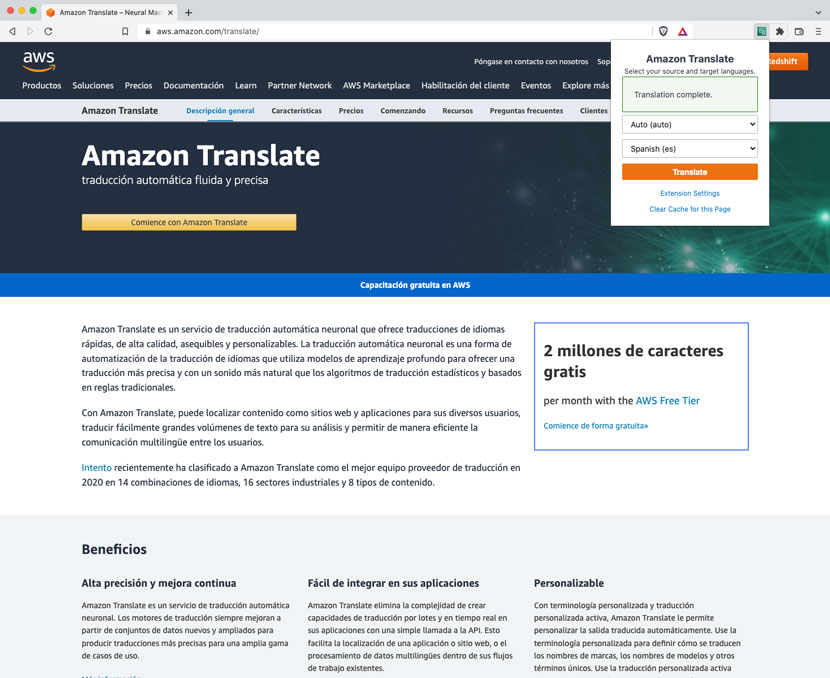 Amazon Translate – Neural Mac
aws.amazon.com/translate/
aws
Póngase en contacto con nosotros
Sop
edshift
Productos Soluciones Precios Documentación Learn Partner Network AWS Marketplace Habilitación del cliente Eventos Explore más
Amazon Translate Descripción general Características Precios Comenzando Recursos Preguntas frecuentes Clientes
Amazon Translate
Select your source and target languages.
Translation complete.
Auto (auto)
Spanish (es)
Translate
Extension Settings
Clear Cache for this Page
Amazon Translate
traducción automática fluida y precisa
Comience con Amazon Translate
Capacitación gratuita en AWS
Amazon Translate es un servicio de traducción automática neuronal que ofrece traducciones de idiomas
rápidas, de alta calidad, asequibles y personalizables. La traducción automática neuronal es una forma de
automatización de la traducción de idiomas que utiliza modelos de aprendizaje profundo para ofrecer una
traducción más precisa y con un sonido más natural que los algoritmos de traducción estadísticos y basados
en reglas tradicionales.
Con Amazon Translate, puede localizar contenido como sitios web y aplicaciones para sus diversos usuarios,
traducir fácilmente grandes volúmenes de texto para su análisis y permitir de manera eficiente la
comunicación multilingüe entre los usuarios.
Intento recientemente ha clasificado a Amazon Translate como el mejor equipo proveedor de traducción en
2020 en 14 combinaciones de idiomas, 16 sectores industriales y 8 tipos de contenido.
2 millones de caracteres
gratis
per month with the AWS Free Tier
Comience de forma gratuita»
Beneficios
Alta precisión y mejora continua
Amazon Translate es un servicio de traducción automática
neuronal. Los motores de traducción siempre mejoran a
partir de conjuntos de datos nuevos y ampliados para
producir traducciones más precisas para una amplia gama
de casos de uso.
Fácil de integrar en sus aplicaciones
Amazon Translate elimina la complejidad de crear
capacidades de traducción por lotes y en tiempo real en
sus aplicaciones con una simple llamada a la API. Esto
facilita la localización de una aplicación o sitio web, o el
procesamiento de datos multilingües dentro de sus flujos
de trabajo existentes.
Personalizable
Con terminología personalizada y traducción
personalizada activa, Amazon Translate le permite
personalizar la salida traducida automáticamente. Use la
terminología personalizada para definir cómo se traducen
los nombres de marcas, los nombres de modelos y otros
términos únicos. Use la traducción personalizada activa